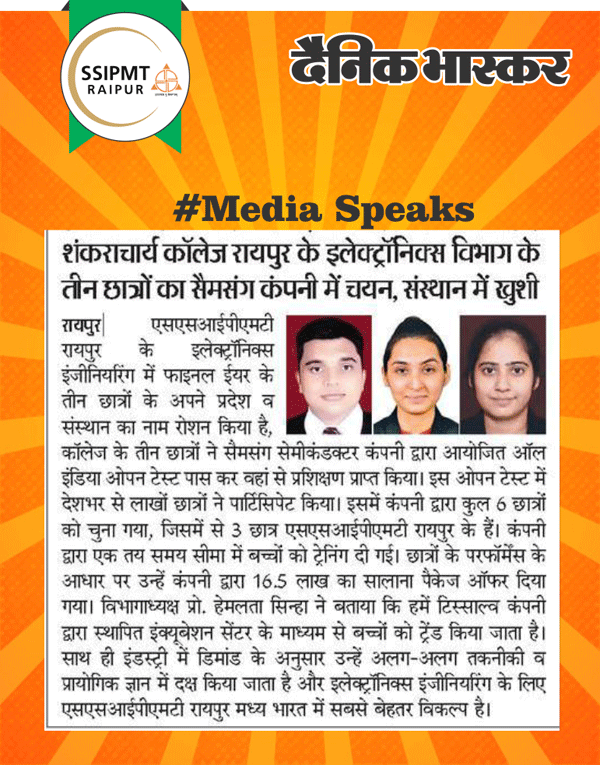 SSIPMT
RAIPUR
दैनिक भास्कर
#Media Speaks
शंकराचार्य कॉलेज रायपुर के इलेक्ट्रॉनिक्स विभाग के
तीन छात्रों का सैमसंग कंपनी में चयन, संस्थान में खुशी
रायपुर| एसएसआईपीएमटी
रायपुर के इलेक्ट्रॉनिक्स
इंजीनियरिंग में फाइनल ईयर के
तीन छात्रों के अपने प्रदेश व
संस्थान का नाम रोशन किया है,
कॉलेज के तीन छात्रों ने सैमसंग सेमीकंडक्टर कंपनी द्वारा आयोजित ऑल
इंडिया ओपन टेस्ट पास कर वहां से प्रशिक्षण प्राप्त किया। इस ओपन टेस्ट में
देशभर से लाखों छात्रों ने पार्टिसिपेट किया। इसमें कंपनी द्वारा कुल 6 छात्रों
को चुना गया, जिसमें से 3 छात्र एसएसआईपीएमटी रायपुर के हैं। कंपनी
द्वारा एक तय समय सीमा में बच्चों को ट्रेनिंग दी गई। छात्रों के परफॉर्मेंस के
आधार पर उन्हें कंपनी द्वारा 16.5 लाख का सालाना पैकेज ऑफर दिया
गया। विभागाध्यक्ष प्रो. हेमलता सिन्हा ने बताया कि हमें टिस्साल्व कंपनी
द्वारा स्थापित इंक्यूबेशन सेंटर के माध्यम से बच्चों को ट्रेंड किया जाता है।
साथ ही इंडस्ट्री में डिमांड के अनुसार उन्हें अलग-अलग तकनीकी व
प्रायोगिक ज्ञान में दक्ष किया जाता है और इलेक्ट्रॉनिक्स इंजीनियरिंग के लिए
एसएसआईपीएमटी रायपुर मध्य भारत में सबसे बेहतर विकल्प है।